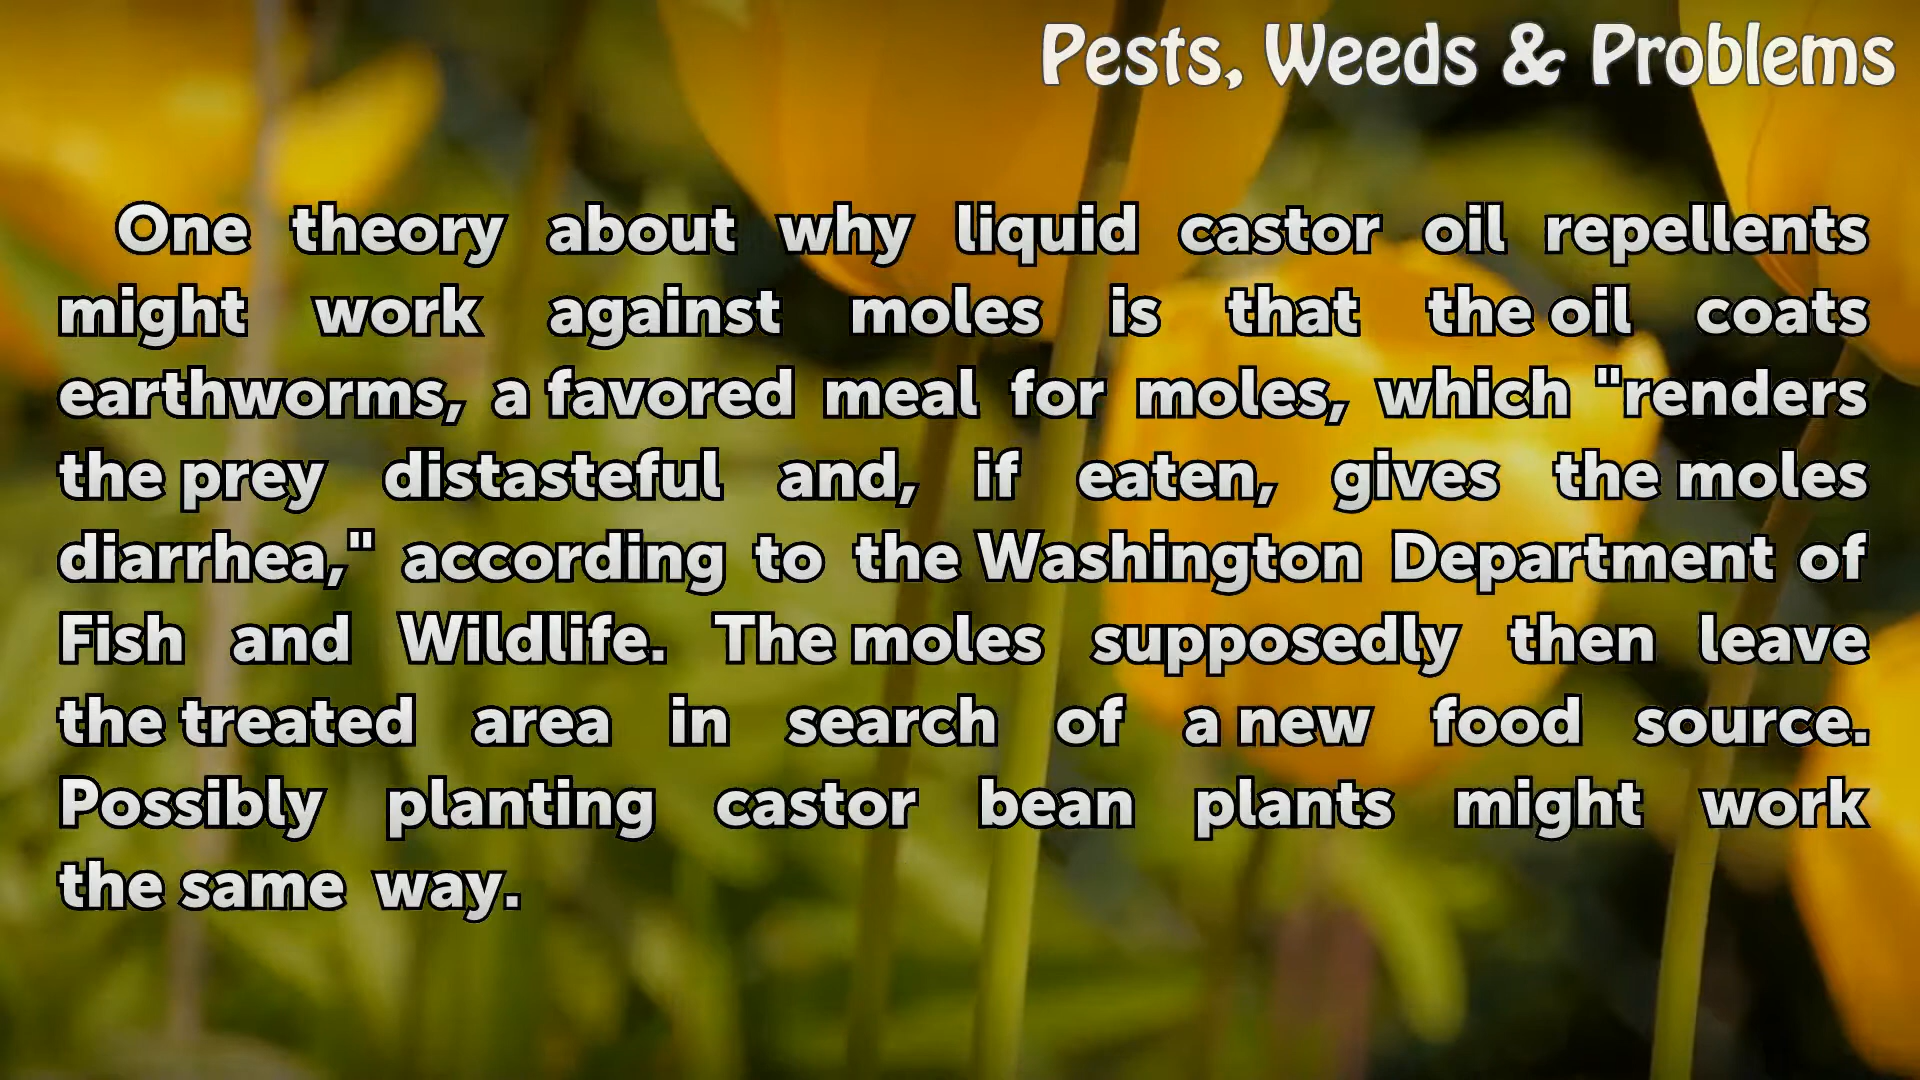 Pests, Weeds & Problems
One theory about why liquid castor oil repellents
might work against moles is that the oil coats
earthworms, a favored meal for moles, which "renders
the prey distasteful and, if eaten, gives the moles
diarrhea," according to the Washington Department of
Fish and Wildlife. The moles supposedly then leave
the treated area in search of a new food source.
Possibly planting castor bean plants might work
the same way.